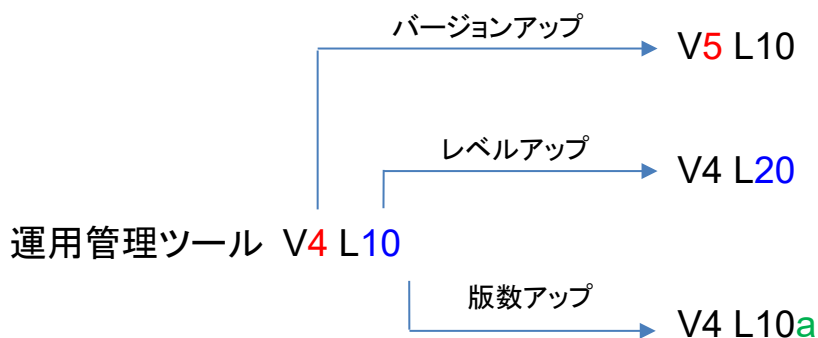 バージョンアップ
V5 L10
レベルアップ
V4 L20
運用管理ツール V4 L10
版数アップ
V4 L10a